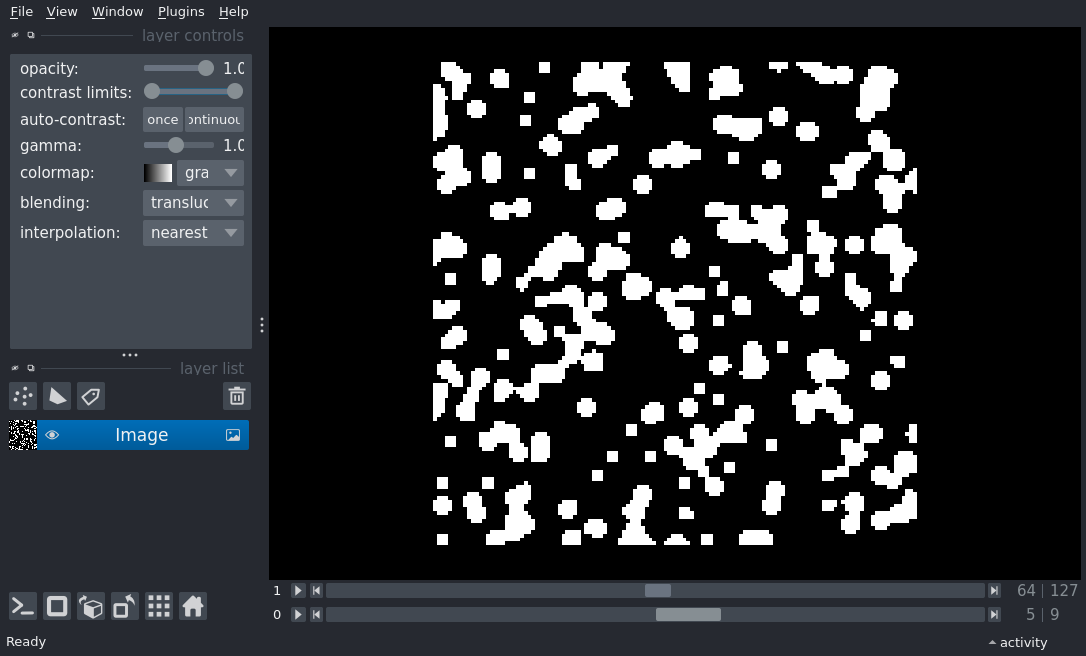 File View Window Plugins Help
layer controls
opacity: 1.0
contrast limits:
auto-contrast: once ontinuou
gamma: 1.0
colormap: gra
blending: transluc
interpolation: nearest
layer list
Image
1 64 127
0 5 9
Ready activity